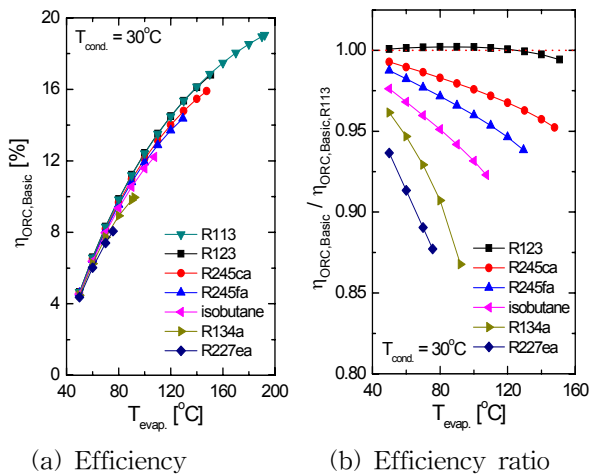 20
16
12
8
4
0
η_ORC,Basic [%]
T_cond. = 30°C
R113
R123
R245ca
R245fa
isobutane
R134a
R227ea
40 80 120 160 200
T_evap. [°C]
(a) Efficiency
1.00
0.95
0.90
0.85
0.80
η_ORC,Basic / η_ORC,Basic,R113
R123
R245ca
R245fa
isobutane
R134a
R227ea
T_cond. = 30°C
40 80 120 160
T_evap. [°C]
(b) Efficiency ratio